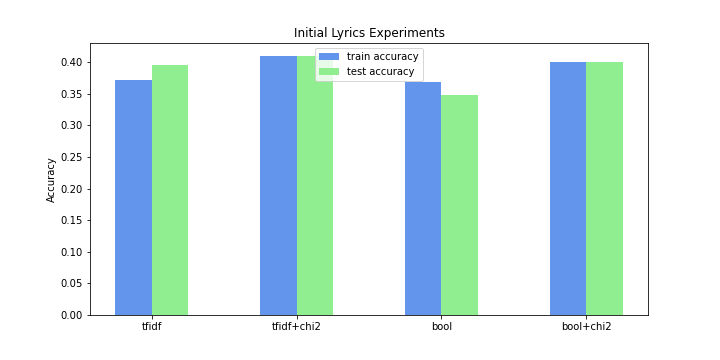 Initial Lyrics Experiments
train accuracy
test accuracy
Accuracy
0.40
0.35
0.30
0.25
0.20
0.15
0.10
0.05
0.00
tfidf tfidf+chi2 bool bool+chi2